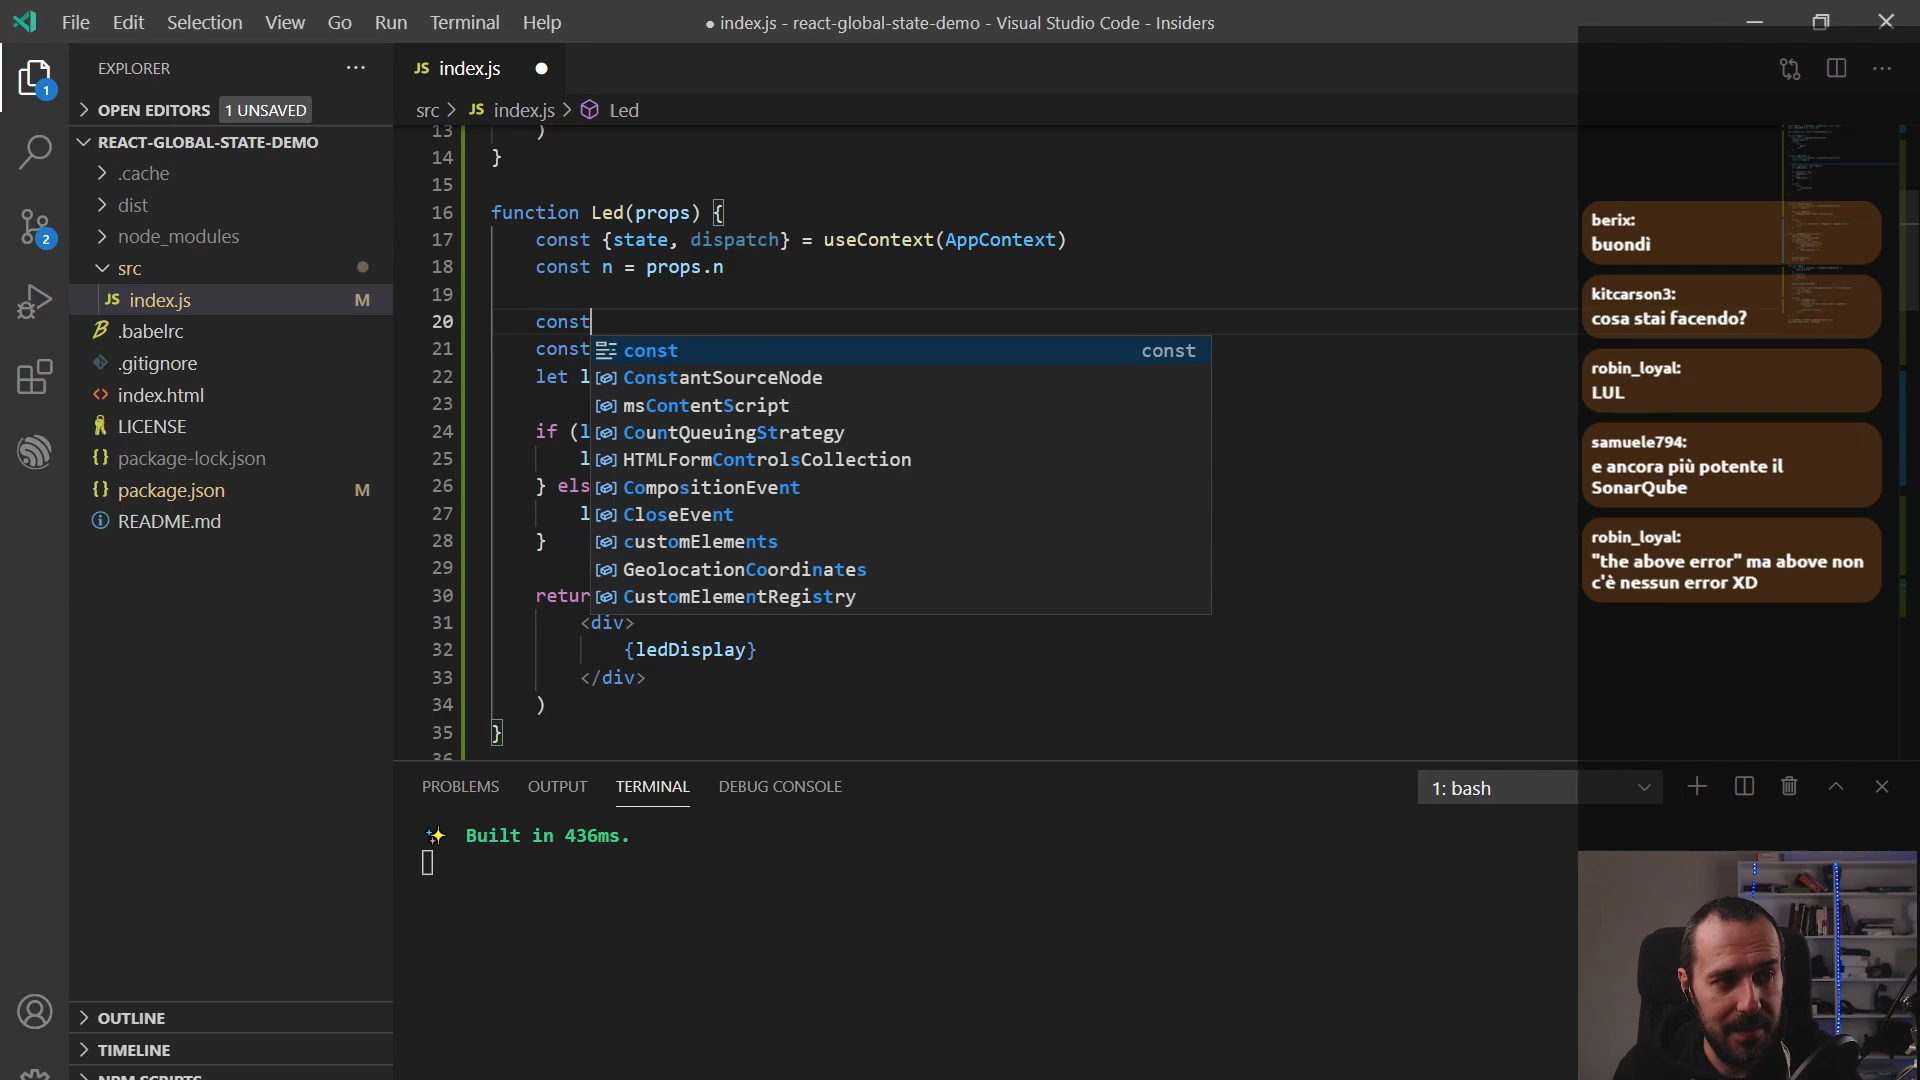 File Edit Selection View Go Run Terminal Help
● index.js - react-global-state-demo - Visual Studio Code - Insiders
EXPLORER ···
JS index.js ●
OPEN EDITORS 1 UNSAVED
src > JS index.js > Led
REACT-GLOBAL-STATE-DEMO
.cache
dist
node_modules
src
JS index.js M
.babelrc
.gitignore
<> index.html
LICENSE
{} package-lock.json
{} package.json M
README.md
OUTLINE
TIMELINE
NPM SCRIPTS
1
2
13 )
14 }
15
16 function Led(props) {
17 const {state, dispatch} = useContext(AppContext)
18 const n = props.n
19
20 const
21 const
22 let l
23
24 if (l
25 l
26 } els
27 l
28 }
29
30 retur
31 <div>
32 {ledDisplay}
33 </div>
34 )
35 }
36
const const
ConstantSourceNode
msContentScript
CountQueuingStrategy
HTMLFormControlsCollection
CompositionEvent
CloseEvent
customElements
GeolocationCoordinates
CustomElementRegistry
PROBLEMS OUTPUT TERMINAL DEBUG CONSOLE
1: bash
✨ Built in 436ms.
berix:
buondì
kitcarson3:
cosa stai facendo?
robin_loyal:
LUL
samuele794:
e ancora più potente il
SonarQube
robin_loyal:
"the above error" ma above non
c'è nessun error XD